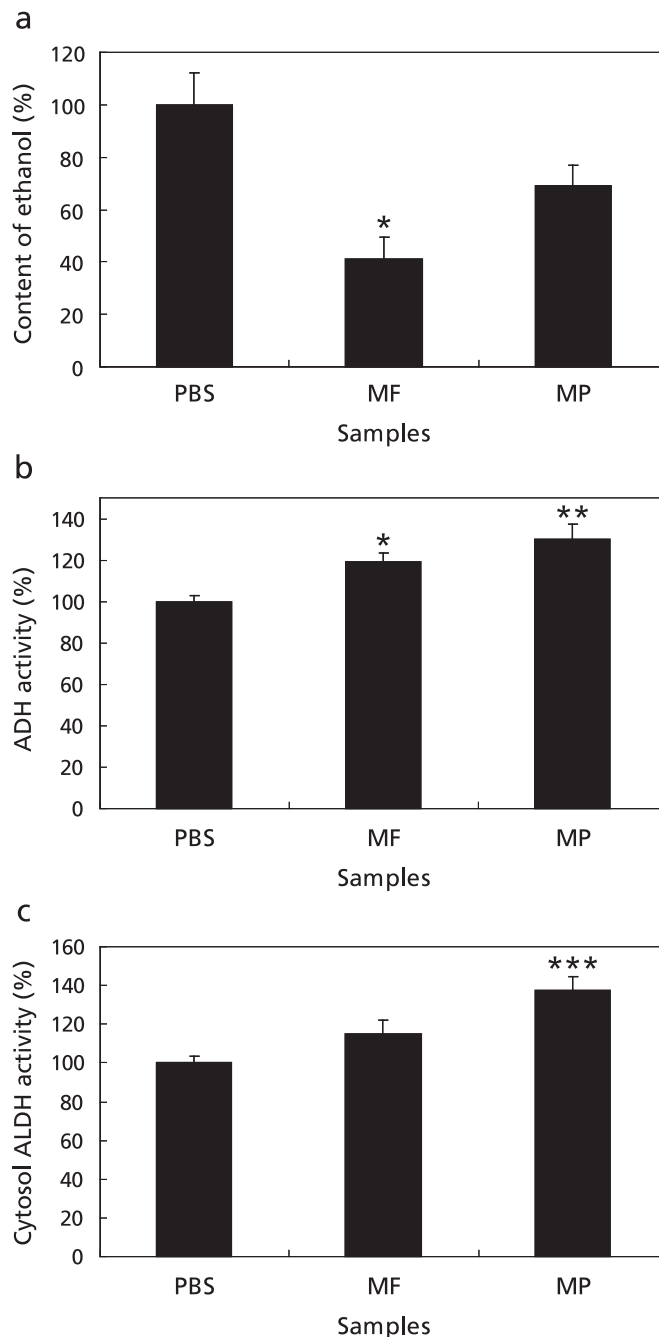 a
Content of ethanol (%)
120
100
80
60
40
20
0
*
PBS MF MP
Samples
b
ADH activity (%)
140
120
100
80
60
40
20
0
*
**
PBS MF MP
Samples
c
Cytosol ALDH activity (%)
160
140
120
100
80
60
40
20
0
***
PBS MF MP
Samples